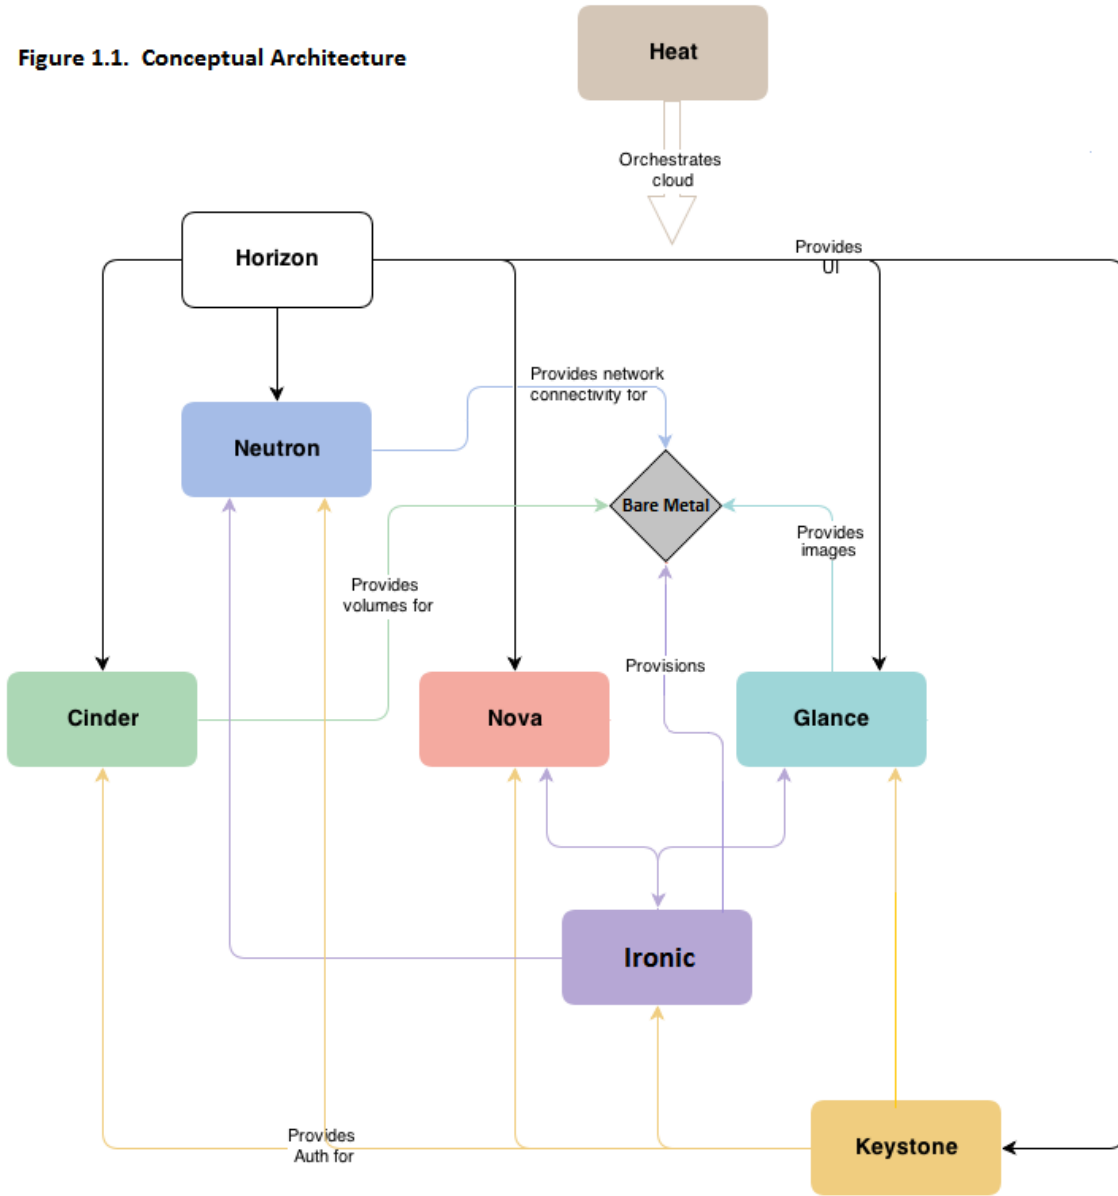 Heat
Figure 1.1.  Conceptual Architecture
Orchestrates
cloud
Horizon
Provides
UI
Provides network
connectivity for
Neutron
Bare Metal
Provides
images
Provides
volumes for
Provisions
Cinder
Nova
Glance
Ironic
Provides
Auth for
Keystone